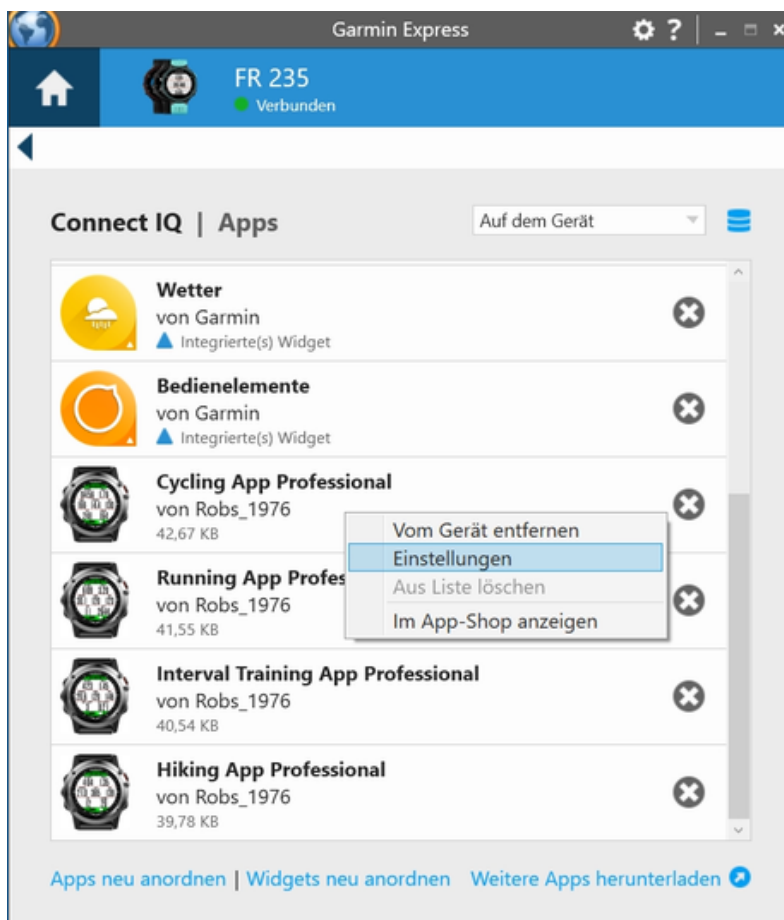 Garmin Express
FR 235
Verbunden
Connect IQ | Apps
Auf dem Gerät
Wetter
von Garmin
Integrierte(s) Widget
Bedienelemente
von Garmin
Integrierte(s) Widget
Cycling App Professional
von Robs_1976
42,67 KB
Vom Gerät entfernen
Einstellungen
Aus Liste löschen
Im App-Shop anzeigen
Running App Profes
von Robs_1976
41,55 KB
Interval Training App Professional
von Robs_1976
40,54 KB
Hiking App Professional
von Robs_1976
39,78 KB
Apps neu anordnen | Widgets neu anordnen Weitere Apps herunterladen